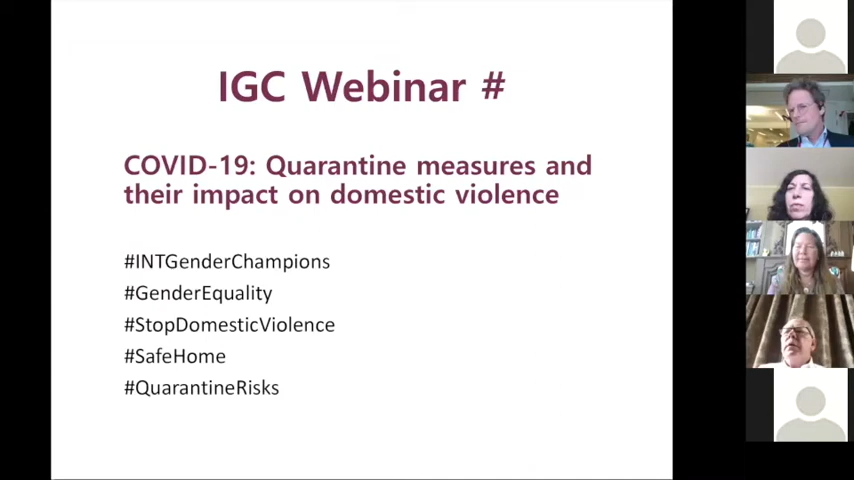 IGC Webinar #
COVID-19: Quarantine measures and
their impact on domestic violence
#INTGenderChampions
#GenderEquality
#StopDomesticViolence
#SafeHome
#QuarantineRisks